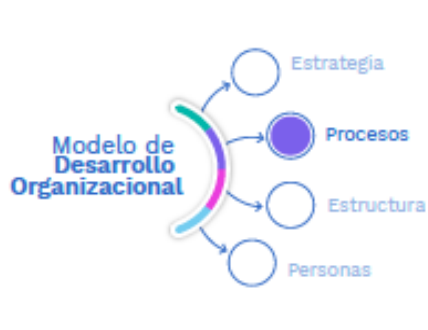 Modelo de
Desarrollo
Organizacional
Estrategia
Procesos
Estructura
Personas